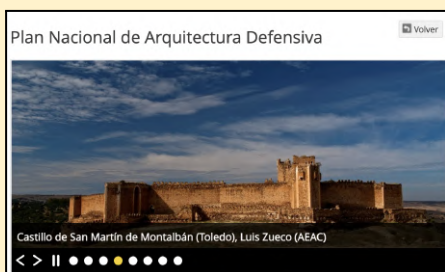 Plan Nacional de Arquitectura Defensiva
Volver
Castillo de San Martín de Montalbán (Toledo), Luis Zueco (AEAC)